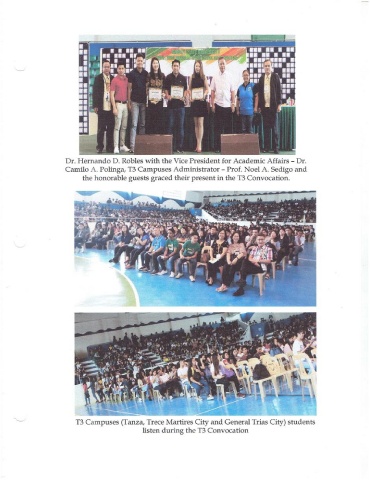 Dr. Hernando D. Robles with the Vice President for Academic Affairs – Dr.
Camilo A. Polinga, T3 Campuses Administrator – Prof. Noel A. Sedigo and
the honorable guests graced their present in the T3 Convocation.
T3 Campuses (Tanza, Trece Martires City and General Trias City) students
listen during the T3 Convocation